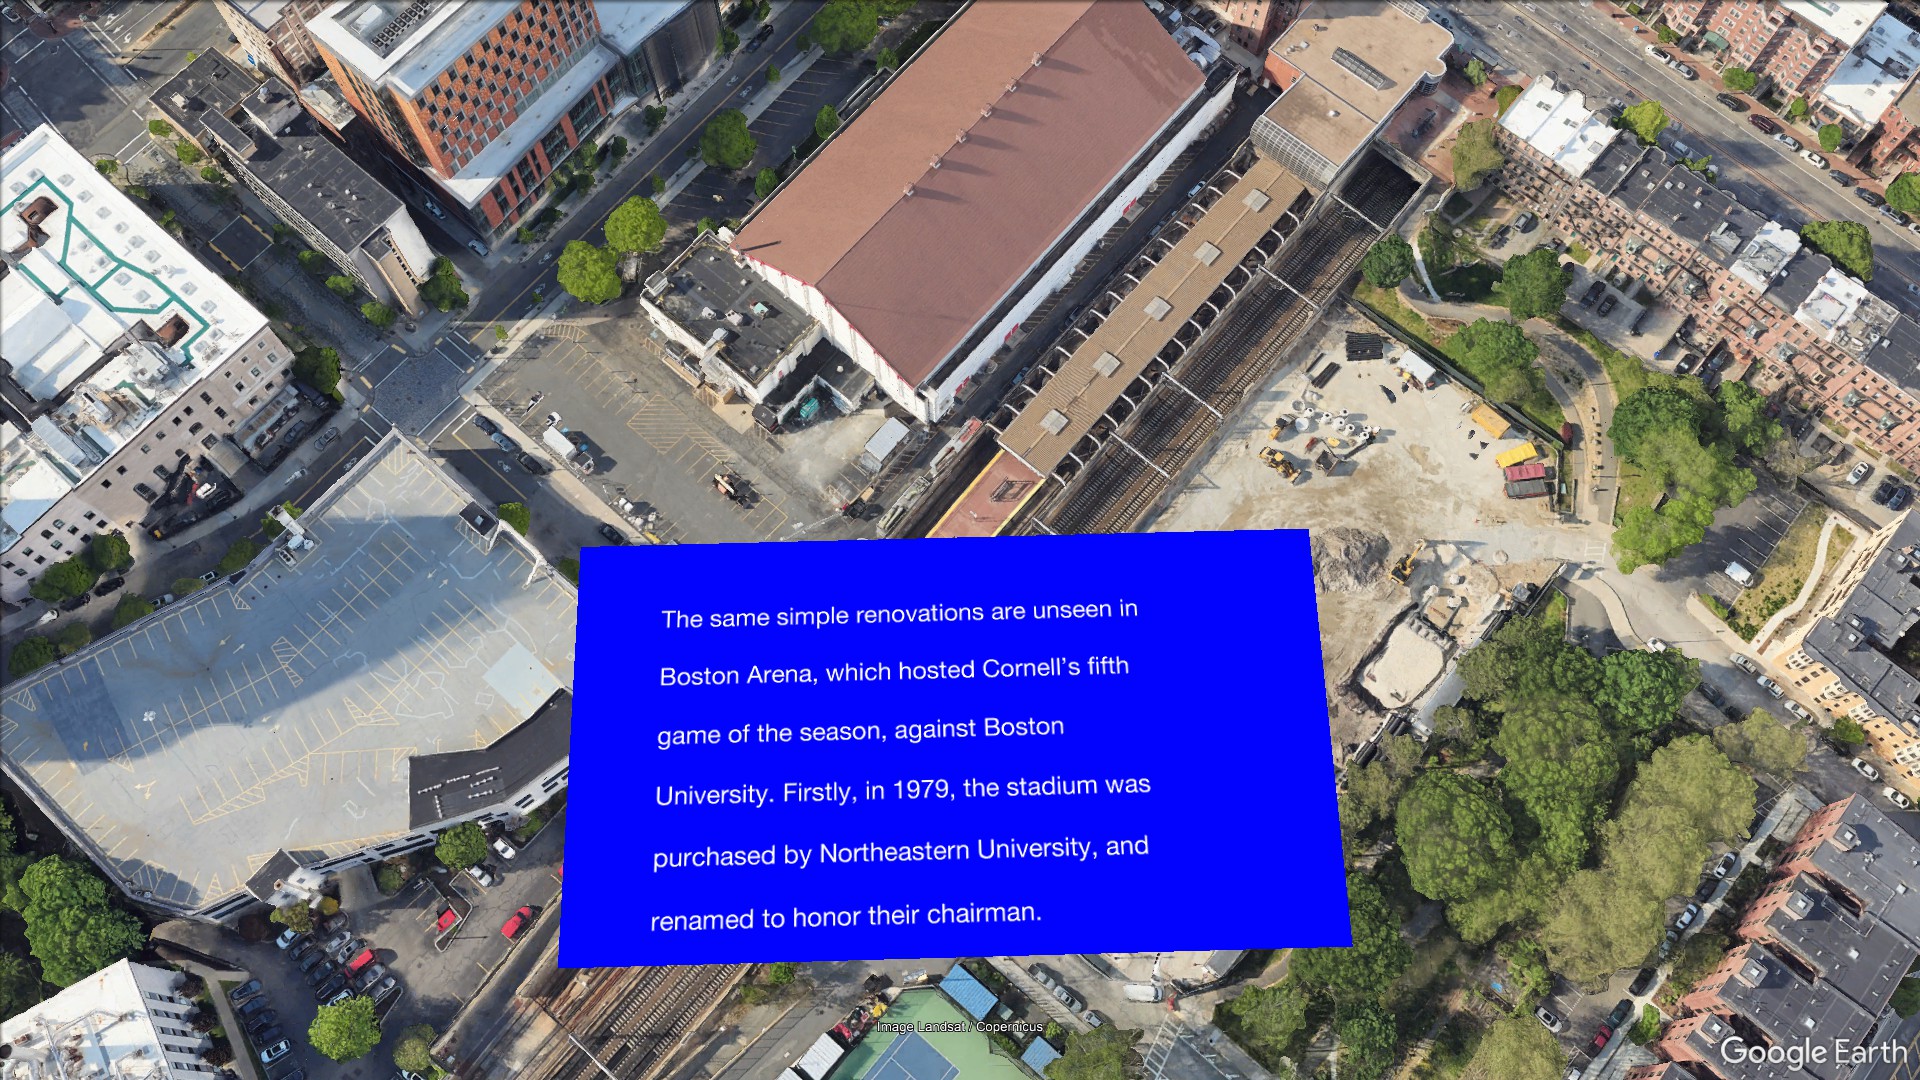 The same simple renovations are unseen in
Boston Arena, which hosted Cornell's fifth
game of the season, against Boston
University. Firstly, in 1979, the stadium was
purchased by Northeastern University, and
renamed to honor their chairman.
Image Landsat / Copernicus
Google Earth